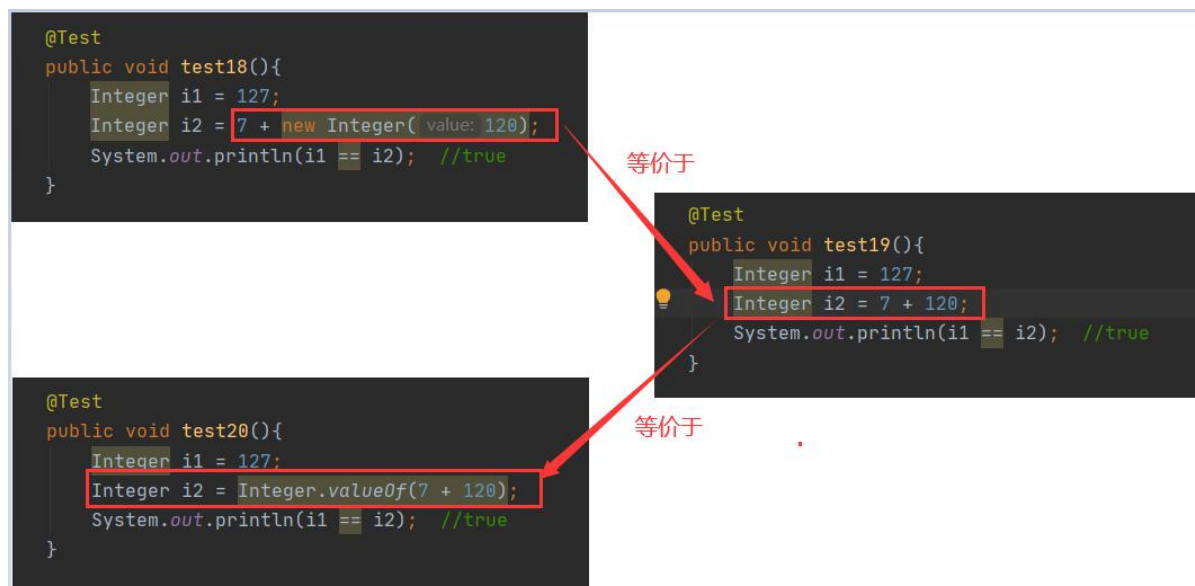 @Test
public void test18(){
Integer i1 = 127;
Integer i2 = 7 + new Integer( value: 120);
System.out.println(i1 == i2);  //true
}
等价于
@Test
public void test19(){
Integer i1 = 127;
Integer i2 = 7 + 120;
System.out.println(i1 == i2);  //true
}
等价于
@Test
public void test20(){
Integer i1 = 127;
Integer i2 = Integer.valueOf(7 + 120);
System.out.println(i1 == i2);  //true
}